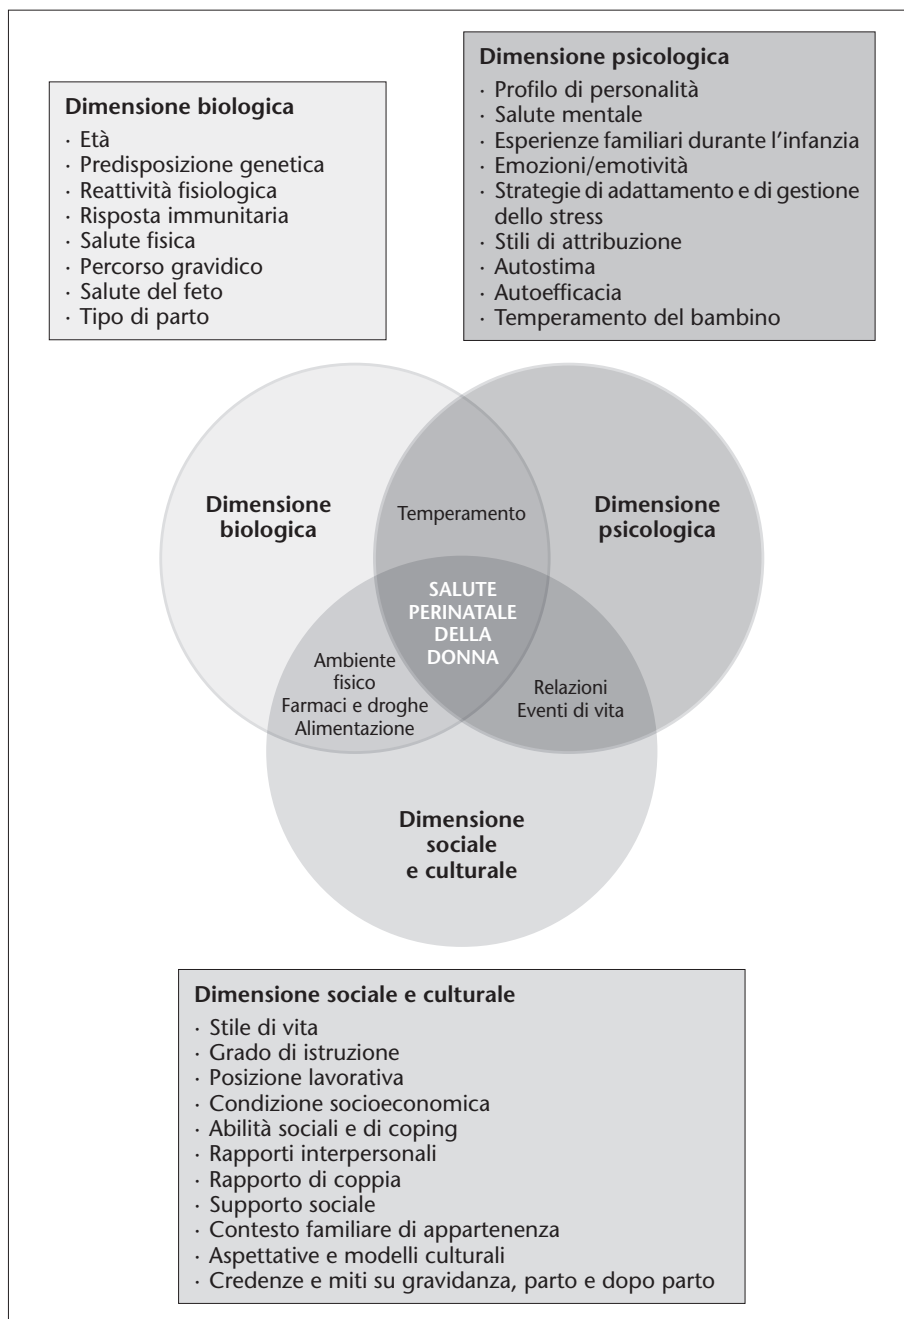 Dimensione biologica
· Età
· Predisposizione genetica
· Reattività fisiologica
· Risposta immunitaria
· Salute fisica
· Percorso gravidico
· Salute del feto
· Tipo di parto
Dimensione psicologica
· Profilo di personalità
· Salute mentale
· Esperienze familiari durante l’infanzia
· Emozioni/emotività
· Strategie di adattamento e di gestione
dello stress
· Stili di attribuzione
· Autostima
· Autoefficacia
· Temperamento del bambino
Dimensione
biologica
Temperamento
Dimensione
psicologica
SALUTE
PERINATALE
DELLA
DONNA
Ambiente
fisico
Farmaci e droghe
Alimentazione
Relazioni
Eventi di vita
Dimensione
sociale
e culturale
Dimensione sociale e culturale
· Stile di vita
· Grado di istruzione
· Posizione lavorativa
· Condizione socioeconomica
· Abilità sociali e di coping
· Rapporti interpersonali
· Rapporto di coppia
· Supporto sociale
· Contesto familiare di appartenenza
· Aspettative e modelli culturali
· Credenze e miti su gravidanza, parto e dopo parto